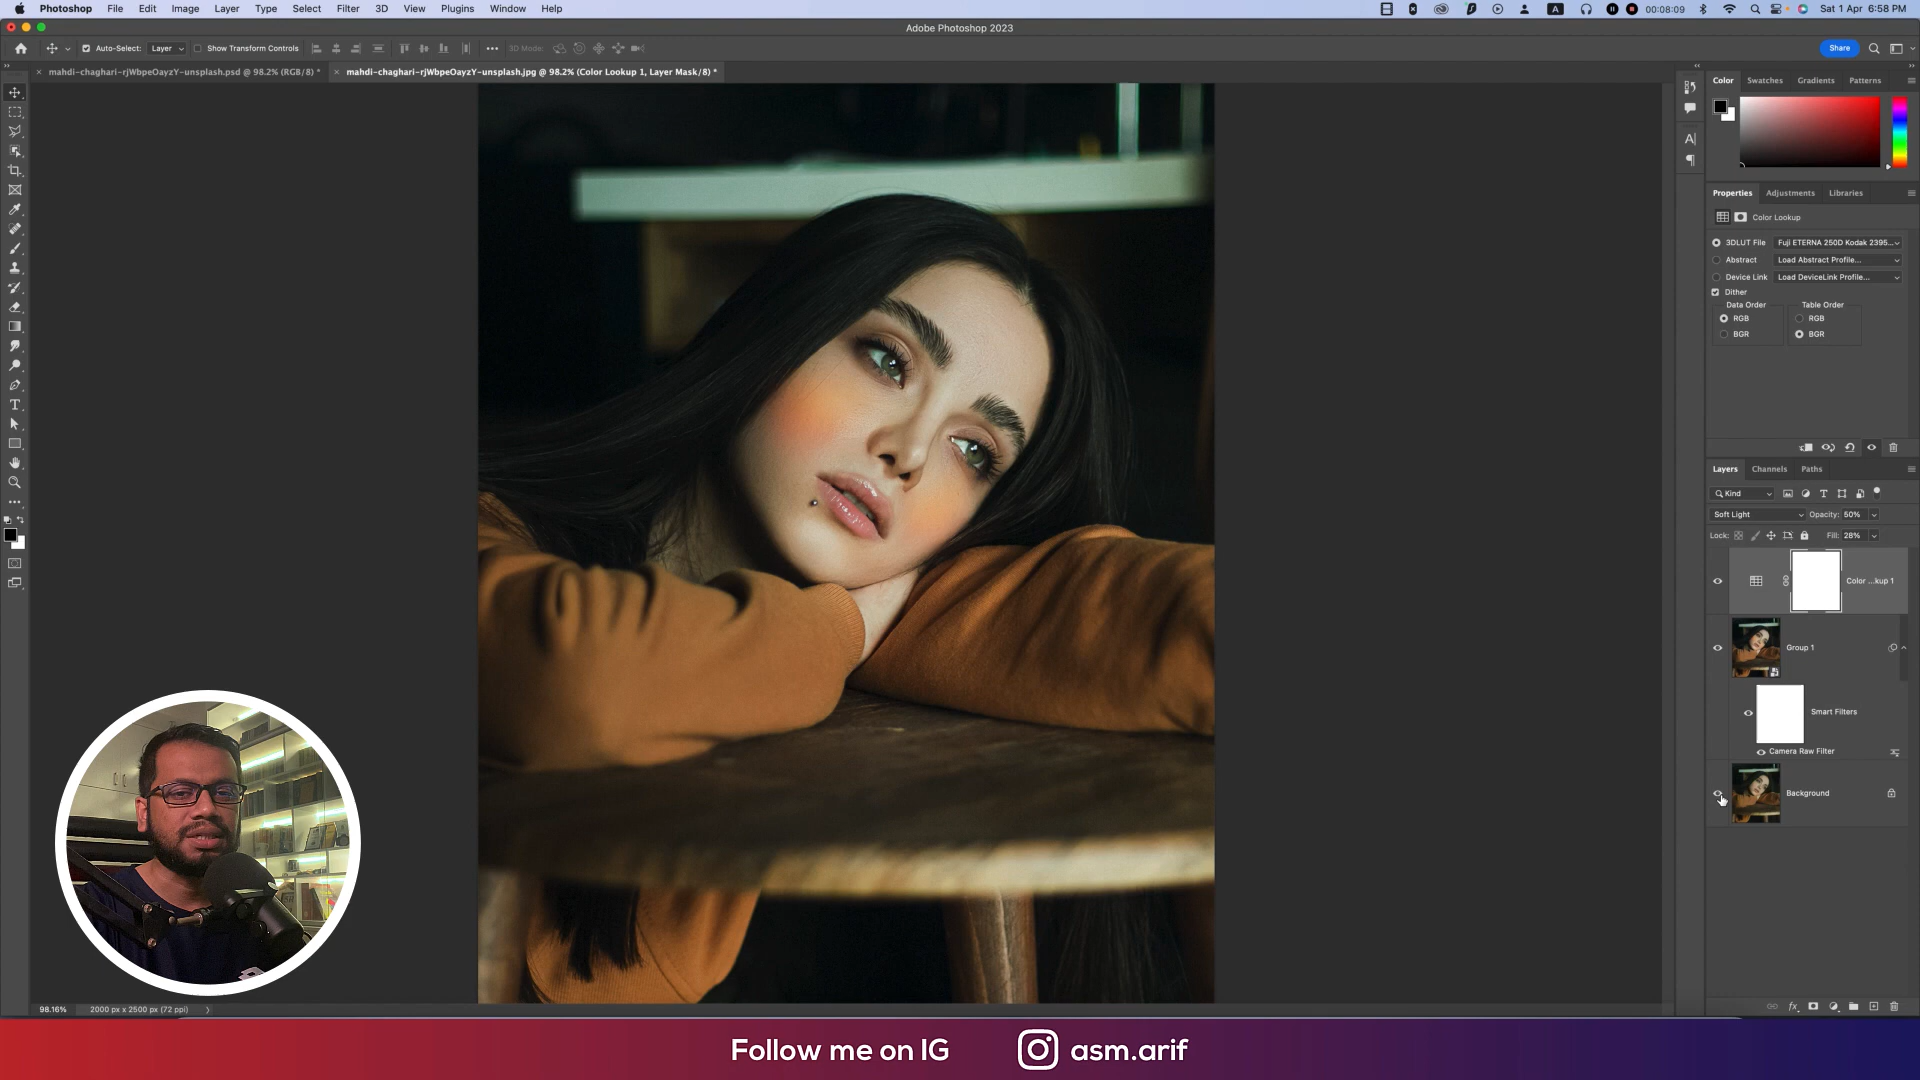 Photoshop File Edit Image Layer Type Select Filter 3D View Plugins Window Help
A 00:08:09 Sat 1 Apr 6:58 PM
Adobe Photoshop 2023
Auto-Select: Layer Show Transform Controls 3D Mode: Share
mahdi-chaghari-rjWbpeOayzY-unsplash.psd @ 98.2% (RGB/8) * mahdi-chaghari-rjWbpeOayzY-unsplash.jpg @ 98.2% (Color Lookup 1, Layer Mask/8) *
Color Swatches Gradients Patterns
Properties Adjustments Libraries
Color Lookup
3DLUT File Fuji ETERNA 250D Kodak 2395...
Abstract Load Abstract Profile...
Device Link Load DeviceLink Profile...
Dither
Data Order Table Order
RGB RGB
BGR BGR
Layers Channels Paths
Kind
Soft Light Opacity: 50%
Lock: Fill: 28%
Color ...kup 1
Group 1
Smart Filters
Camera Raw Filter
Background
98.16% 2000 px x 2500 px (72 ppi)
Follow me on IG asm.arif